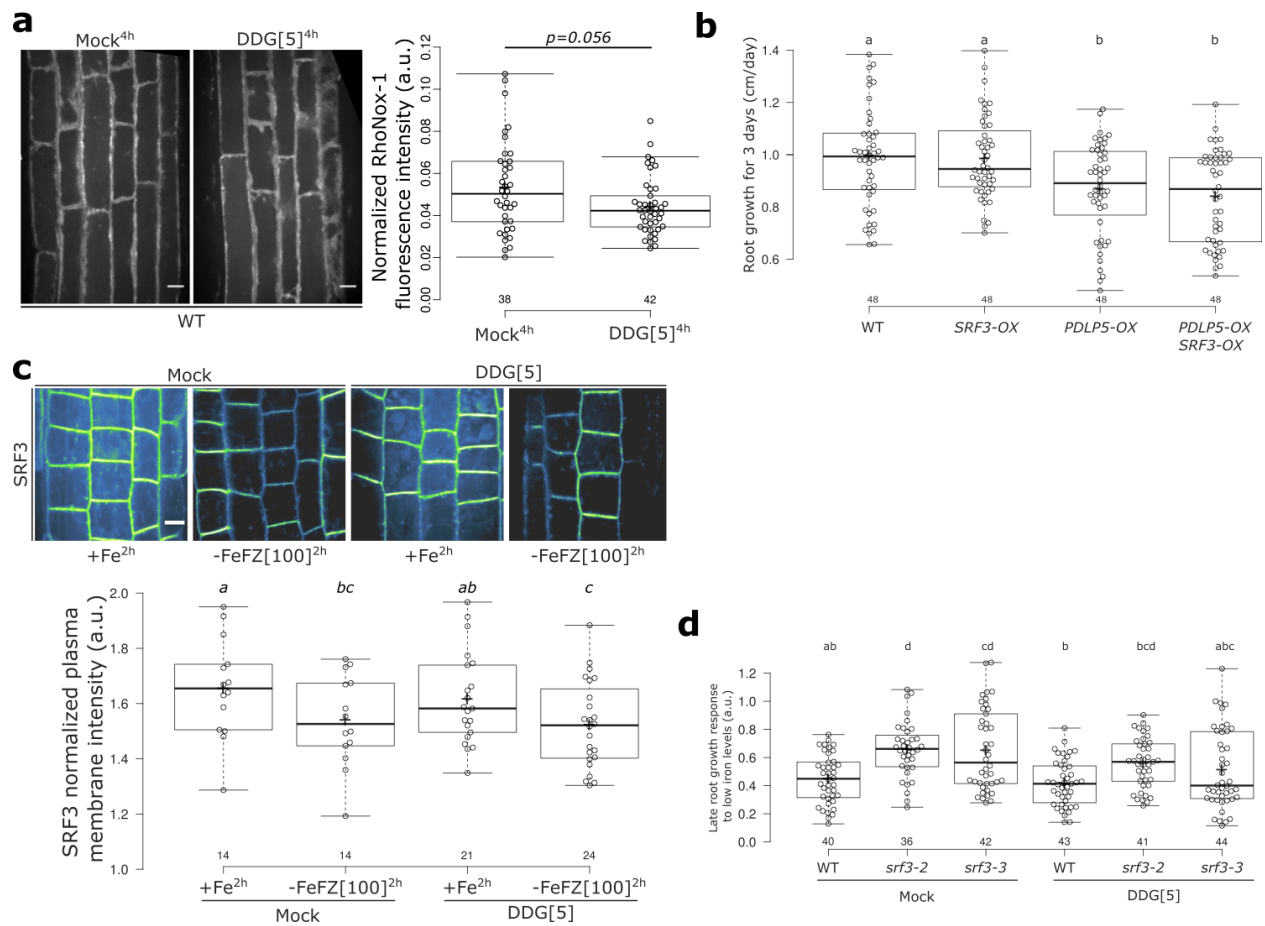 a
Mock4h
DDG[5]4h
WT
Normalized RhoNox-1
fluorescence intensity (a.u.)
p=0.056
0.12
0.10
0.08
0.06
0.04
0.02
0.00
38
42
Mock4h
DDG[5]4h
b
Root growth for 3 days (cm/day)
1.4
1.2
1.0
0.8
0.6
a
a
b
b
48
48
48
48
WT
SRF3-OX
PDLP5-OX
PDLP5-OX
SRF3-OX
c
Mock
DDG[5]
SRF3
+Fe2h
-FeFZ[100]2h
+Fe2h
-FeFZ[100]2h
SRF3 normalized plasma
membrane intensity (a.u.)
2.0
1.8
1.6
1.4
1.2
1.0
a
bc
ab
c
14
14
21
24
+Fe2h
-FeFZ[100]2h
+Fe2h
-FeFZ[100]2h
Mock
DDG[5]
d
Late root growth response
to low iron levels (a.u.)
1.2
1.0
0.8
0.6
0.4
0.2
0.0
ab
d
cd
b
bcd
abc
40
36
42
43
41
44
WT
srf3-2
srf3-3
WT
srf3-2
srf3-3
Mock
DDG[5]